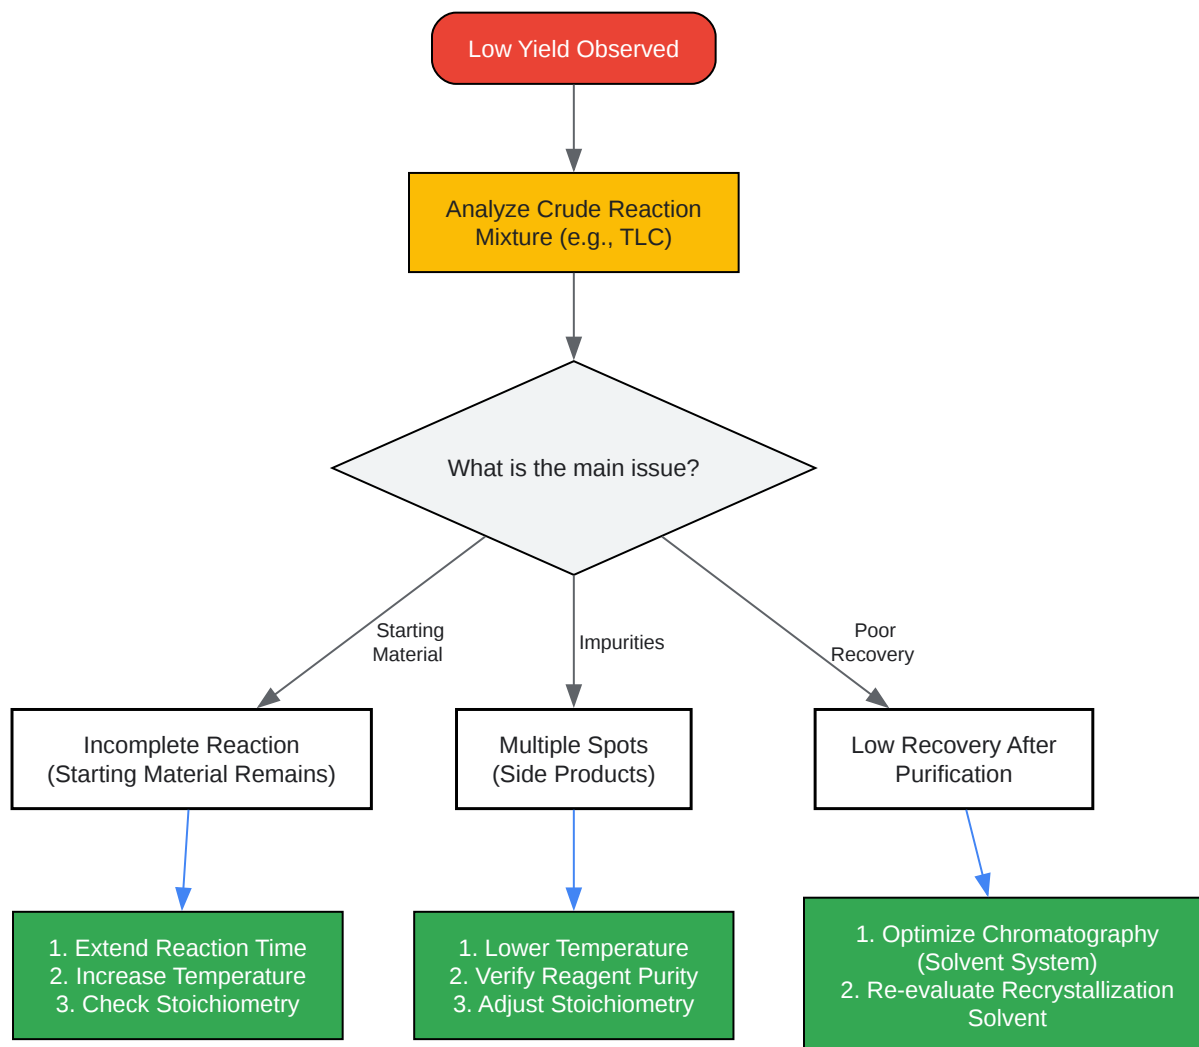 Low Yield Observed
Analyze Crude Reaction
Mixture (e.g., TLC)
What is the main issue?
Starting
Material
Impurities
Poor
Recovery
Incomplete Reaction
(Starting Material Remains)
Multiple Spots
(Side Products)
Low Recovery After
Purification
1. Extend Reaction Time
2. Increase Temperature
3. Check Stoichiometry
1. Lower Temperature
2. Verify Reagent Purity
3. Adjust Stoichiometry
1. Optimize Chromatography
(Solvent System)
2. Re-evaluate Recrystallization
Solvent